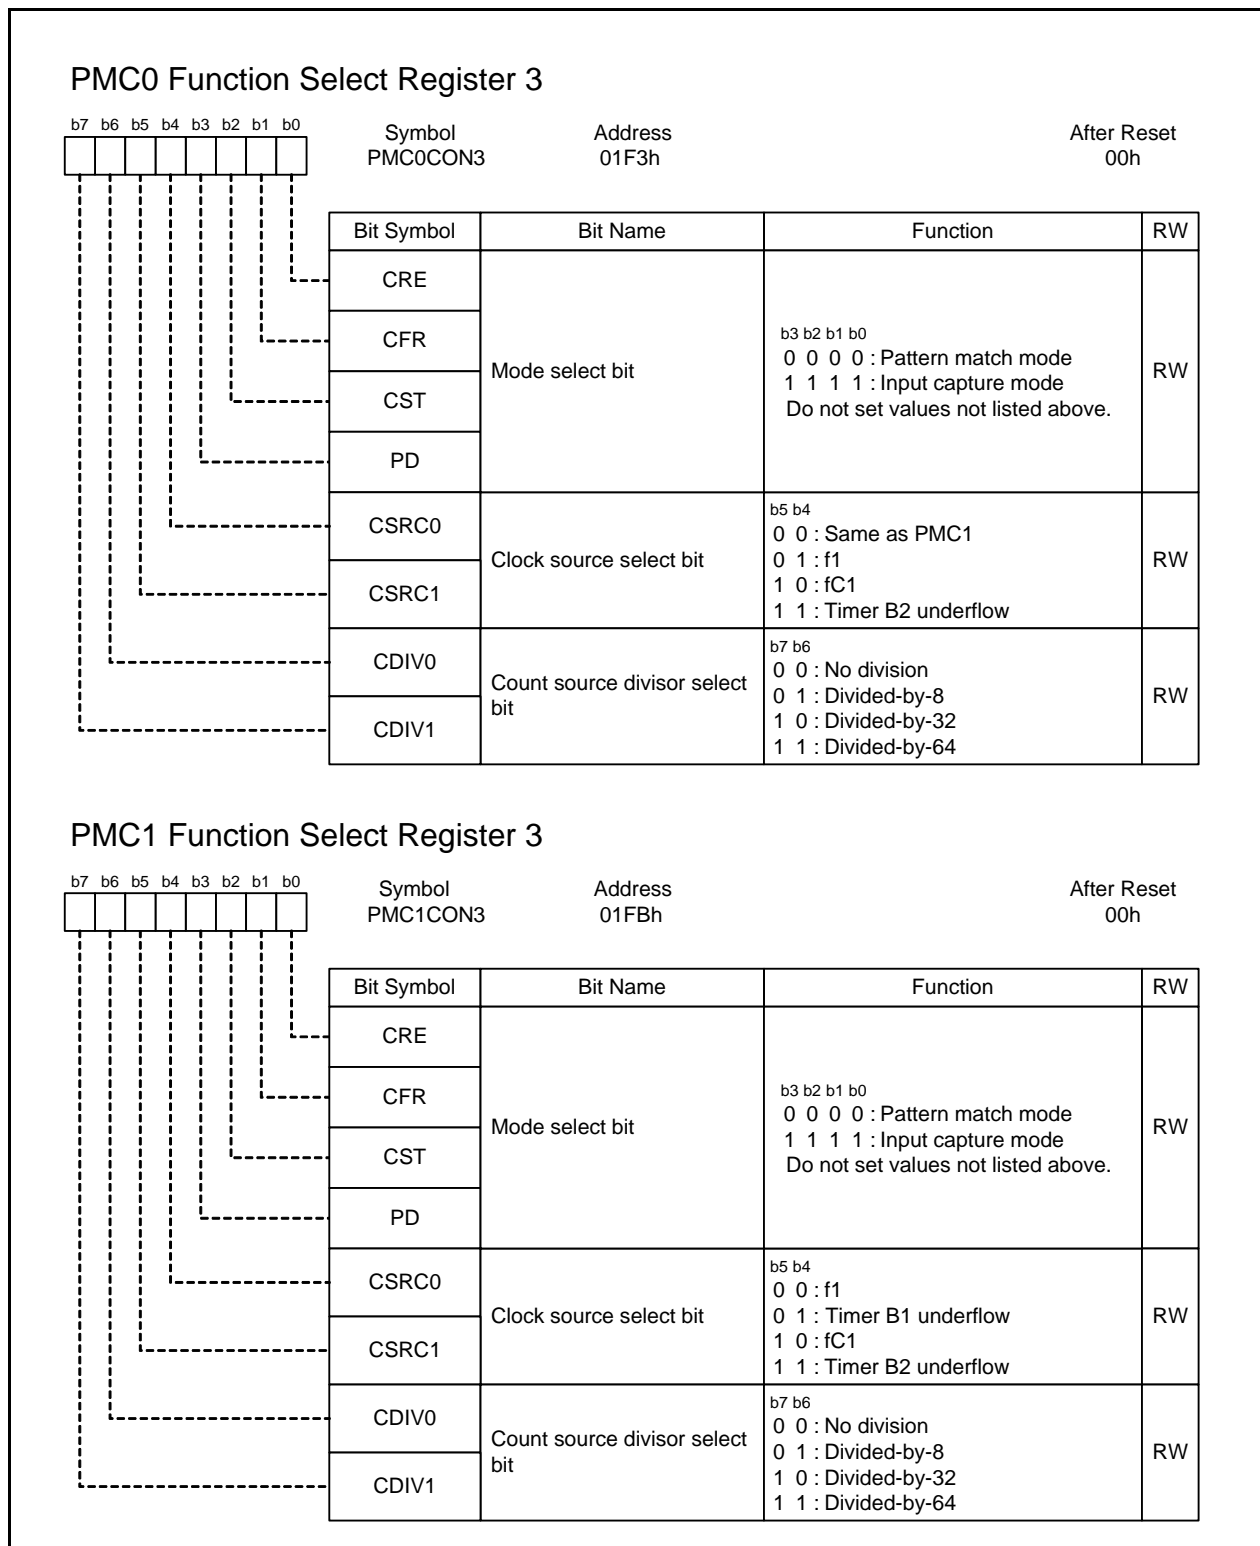 PMC0 Function Select Register 3
b7 b6 b5 b4 b3 b2 b1 b0
Symbol Address After Reset
PMC0CON3 01F3h 00h
Bit Symbol Bit Name Function RW
CRE
CFR
CST
PD
Mode select bit
b3 b2 b1 b0
0 0 0 0 : Pattern match mode
1 1 1 1 : Input capture mode
Do not set values not listed above.
RW
CSRC0
CSRC1
Clock source select bit
b5 b4
0 0 : Same as PMC1
0 1 : f1
1 0 : fC1
1 1 : Timer B2 underflow
RW
CDIV0
CDIV1
Count source divisor select
bit
b7 b6
0 0 : No division
0 1 : Divided-by-8
1 0 : Divided-by-32
1 1 : Divided-by-64
RW
PMC1 Function Select Register 3
b7 b6 b5 b4 b3 b2 b1 b0
Symbol Address After Reset
PMC1CON3 01FBh 00h
Bit Symbol Bit Name Function RW
CRE
CFR
CST
PD
Mode select bit
b3 b2 b1 b0
0 0 0 0 : Pattern match mode
1 1 1 1 : Input capture mode
Do not set values not listed above.
RW
CSRC0
CSRC1
Clock source select bit
b5 b4
0 0 : f1
0 1 : Timer B1 underflow
1 0 : fC1
1 1 : Timer B2 underflow
RW
CDIV0
CDIV1
Count source divisor select
bit
b7 b6
0 0 : No division
0 1 : Divided-by-8
1 0 : Divided-by-32
1 1 : Divided-by-64
RW